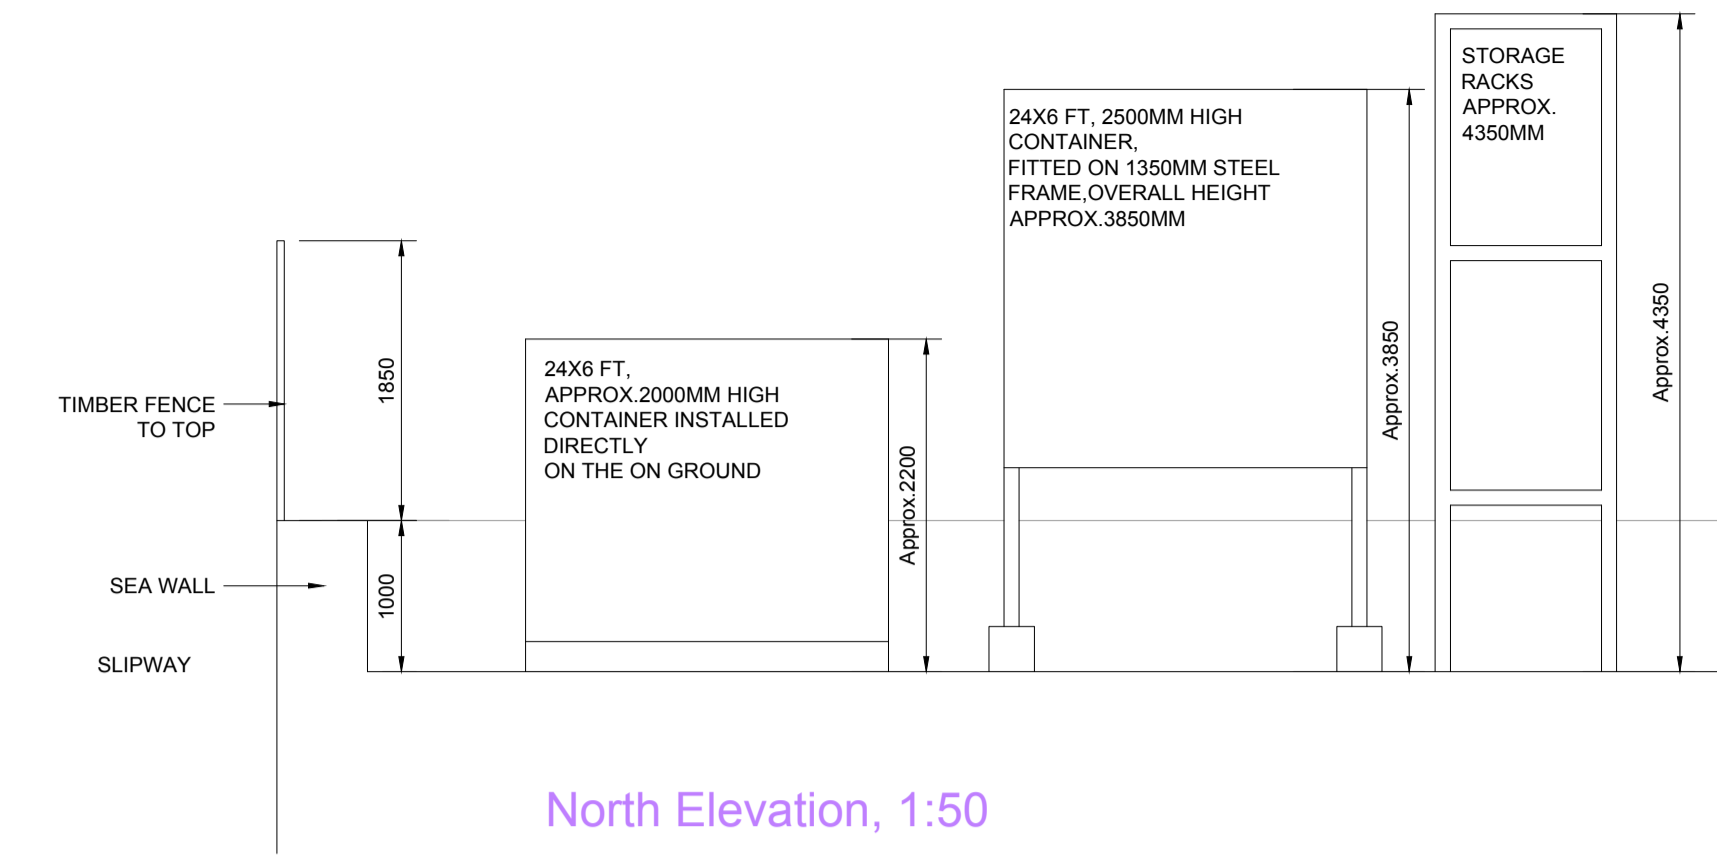 STORAGE
RACKS
APPROX.
4350MM
24X6 FT, 2500MM HIGH
CONTAINER,
FITTED ON 1350MM STEEL
FRAME,OVERALL HEIGHT
APPROX.3850MM
24X6 FT,
APPROX.2000MM HIGH
CONTAINER INSTALLED
DIRECTLY
ON THE ON GROUND
TIMBER FENCE
TO TOP
SEA WALL
SLIPWAY
1850
1000
Approx.2200
Approx.3850
Approx.4350
North Elevation, 1:50